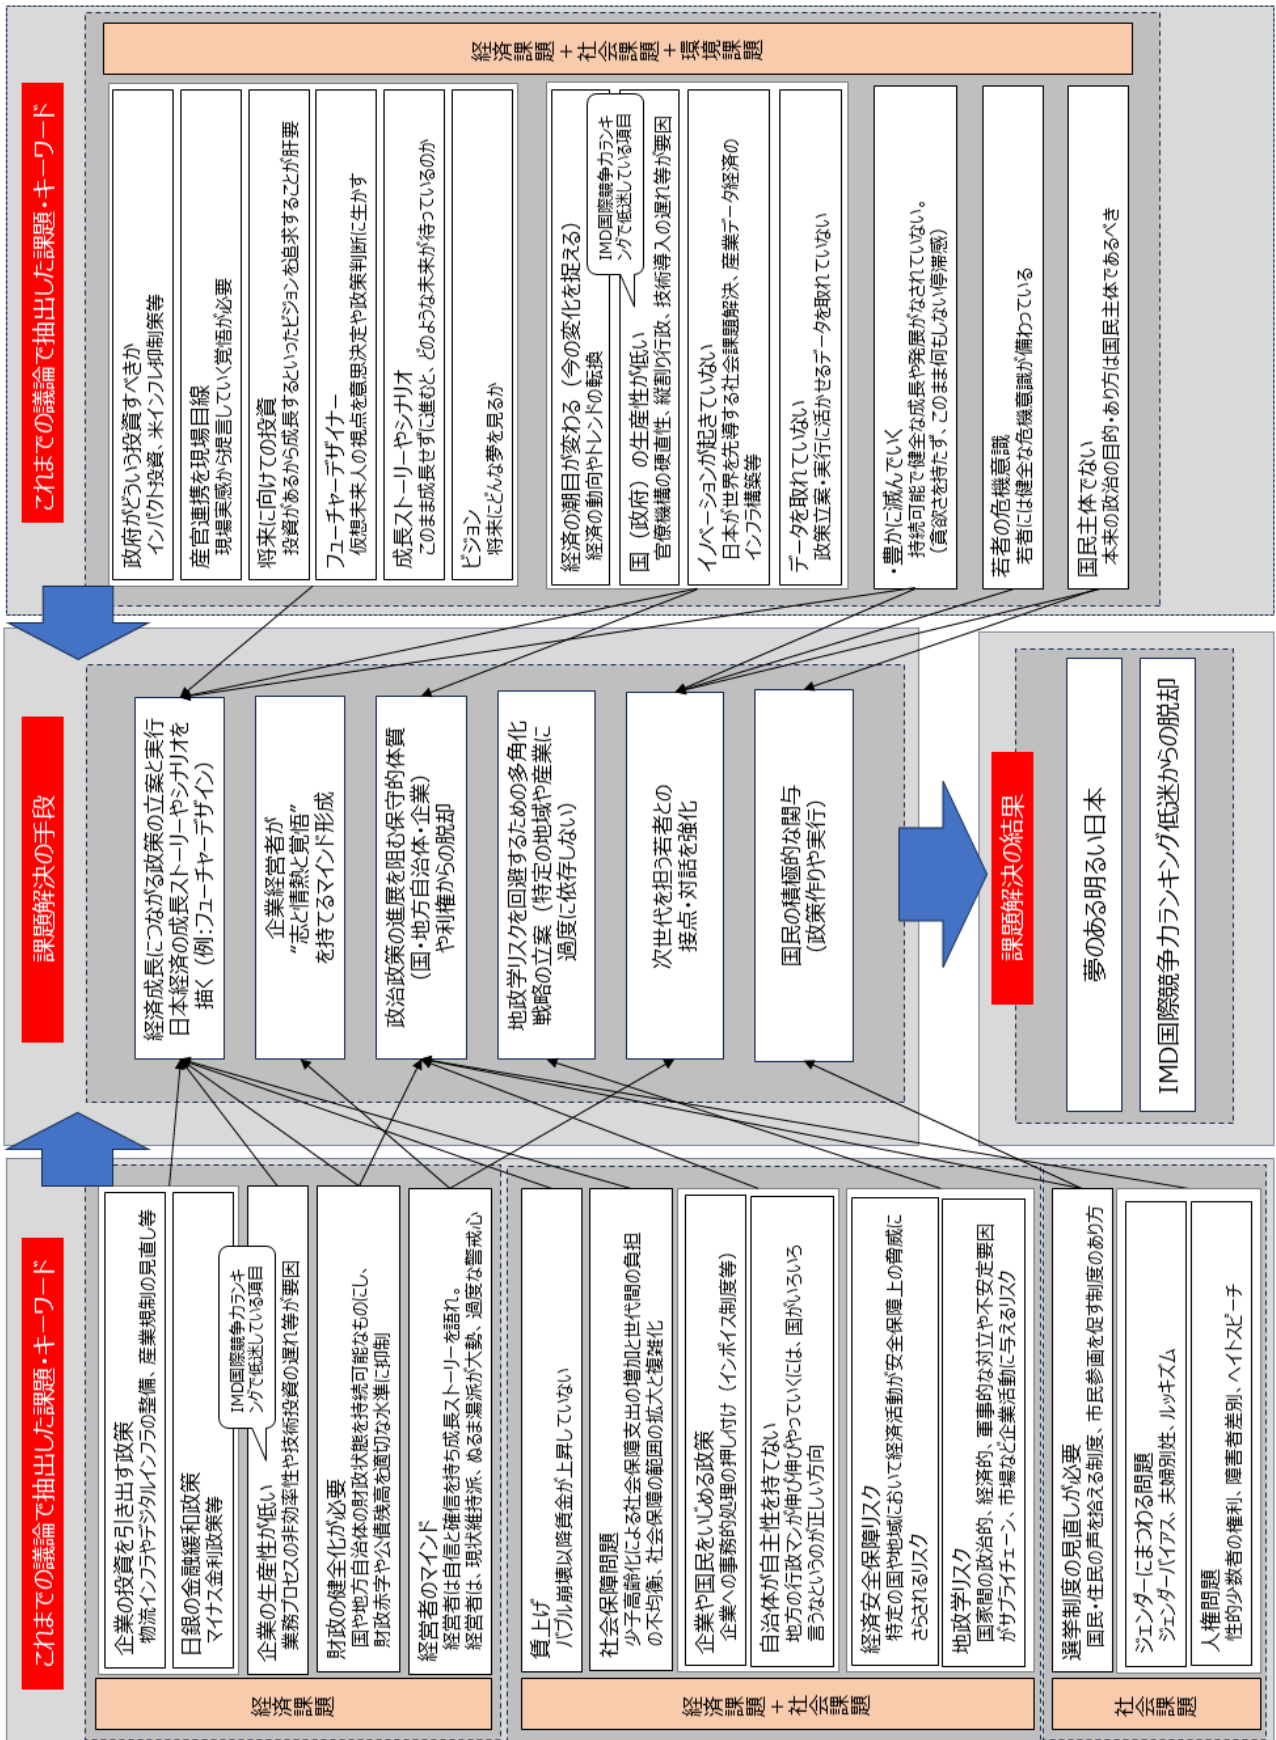 これまでの議論で抽出した課題・キーワード
経済課題
企業の投資を引き出す政策
物流インフラやデジタルインフラの整備、産業規制の見直し等
日銀の金融緩和政策
マイナス金利政策等
企業の生産性が低い
業務プロセスの非効率性や技術投資の遅れ等が要因
IMD国際競争力ランキ
ングで低迷している項目
財政の健全化が必要
国や地方自治体の財政状態を持続可能なものにし、
財政赤字や公債残高を適切な水準に抑制
経営者のマインド
経営者は自信と確信を持ち成長ストーリーを語れ。
経営者は、現状維持派、ぬるま湯派が大勢、過度な警戒心
経済課題+社会課題
賃上げ
バブル崩壊以降賃金が上昇していない
社会保障問題
少子高齢化による社会保障支出の増加と世代間の負担
の不均衡、社会保障の範囲の拡大と複雑化
企業や国民をいじめる政策
企業への事務的処理の押し付け（インボイス制度等）
自治体が自主性を持てない
地方の行政マンが伸び伸びやっていくには、国がいろいろ
言うなというのが正しい方向
経済安全保障リスク
特定の国や地域において経済活動が安全保障上の脅威に
さらされるリスク
地政学リスク
国家間の政治的、経済的、軍事的な対立や不安定要因
がサプライチェーン、市場など企業活動に与えるリスク
社会課題
選挙制度の見直しが必要
国民・住民の声を拾える制度、市民参画を促す制度のあり方
ジェンダーにまつわる問題
ジェンダーバイアス、夫婦別姓、ルッキズム
人権問題
性的少数者の権利、障害者差別、ヘイトスピーチ
課題解決の手段
経済成長につながる政策の立案と実行
日本経済の成長ストーリーやシナリオを
描く（例：フューチャーデザイン）
企業経営者が
“志と情熱と覚悟”
を持てるマインド形成
政治政策の進展を阻む保守的体質
（国・地方自治体・企業）
や利権からの脱却
地政学リスクを回避するための多角化
戦略の立案（特定の地域や産業に
過度に依存しない）
次世代を担う若者との
接点・対話を強化
国民の積極的な関与
（政策作りや実行）
課題解決の結果
夢のある明るい日本
IMD国際競争力ランキング低迷からの脱却
これまでの議論で抽出した課題・キーワード
経済課題+社会課題+環境課題
政府がどういう投資すべきか
インパクト投資、米インフレ抑制策等
産官連携を現場目線
現場実感から提言していく覚悟が必要
将来に向けての投資
投資があるから成長するといったビジョンを追求することが肝要
フューチャーデザイナー
仮想未来人の視点を意思決定や政策判断に生かす
成長ストーリーやシナリオ
このまま成長せずに進むと、どのような未来が待っているのか
ビジョン
将来にどんな夢を見るか
経済の潮目が変わる（今の変化を捉える）
経済の動向やトレンドの転換
国（政府）の生産性が低い
官僚機構の硬直性、縦割り行政、技術導入の遅れ等が要因
IMD国際競争力ランキ
ングで低迷している項目
イノベーションが起きていない
日本が世界を先導する社会課題解決、産業データ経済の
インフラ構築等
データを取れていない
政策立案・実行に活かせるデータを取れていない
・豊かに滅んでいく
持続可能で健全な成長や発展がなされていない。
（貪欲さを持たず、このまま何もしない停滞感）
若者の危機意識
若者には健全な危機意識が備わっている
国民主体でない
本来の政治の目的・あり方は国民主体であるべき